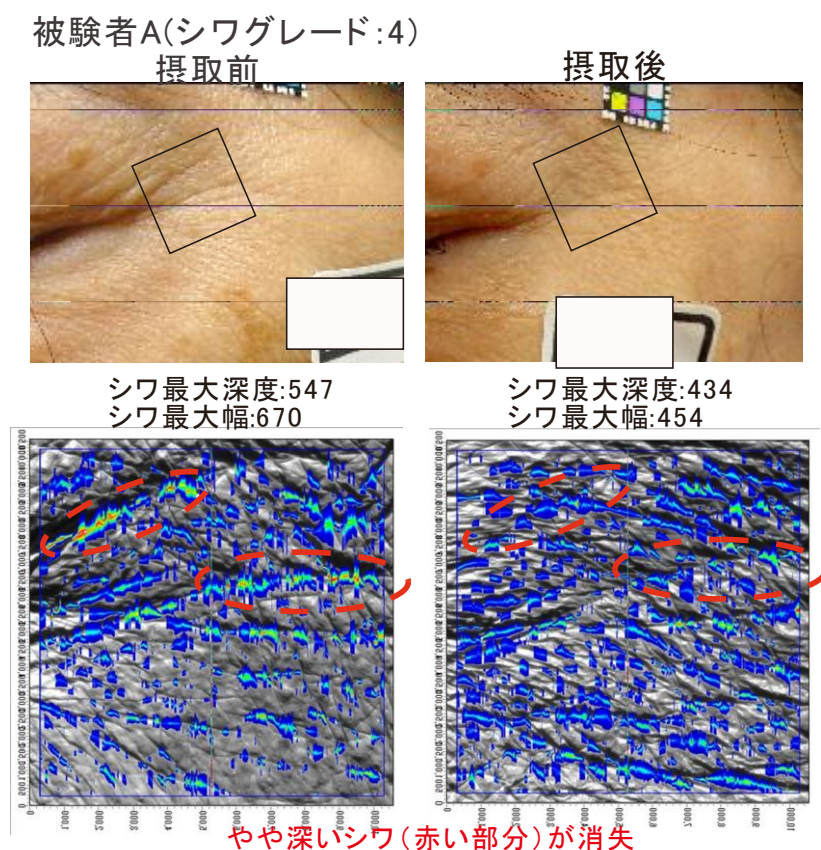 被験者A(シワグレード:4)
摂取前
摂取後
シワ最大深度:547
シワ最大幅:670
シワ最大深度:434
シワ最大幅:454
やや深いシワ(赤い部分)が消失